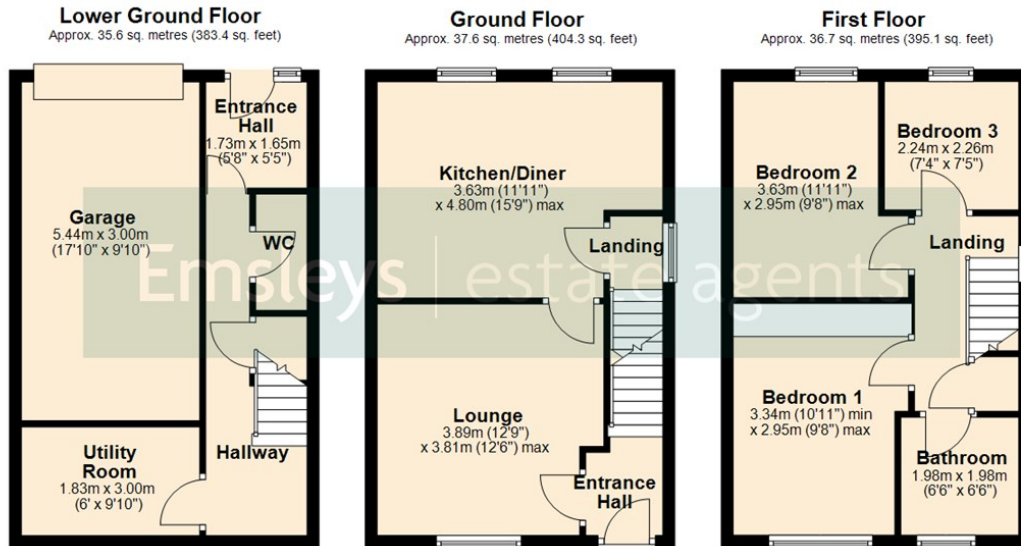 Lower Ground Floor
Approx. 35.6 sq. metres (383.4 sq. feet)
Entrance
Hall
1.73m x 1.65m
(5'8" x 5'5")
Garage
5.44m x 3.00m
(17'10" x 9'10")
WC
Utility
Room
1.83m x 3.00m
(6' x 9'10")
Hallway
Ground Floor
Approx. 37.6 sq. metres (404.3 sq. feet)
Kitchen/Diner
3.63m (11'11")
x 4.80m (15'9") max
Landing
Lounge
3.89m (12'9")
x 3.81m (12'6") max
Entrance
Hall
First Floor
Approx. 36.7 sq. metres (395.1 sq. feet)
Bedroom 3
2.24m x 2.26m
(7'4" x 7'5")
Bedroom 2
3.63m (11'11")
x 2.95m (9'8") max
Landing
Bedroom 1
3.34m (10'11") min
x 2.95m (9'8") max
Bathroom
1.98m x 1.98m
(6'6" x 6'6")
Emsleys | estate agents